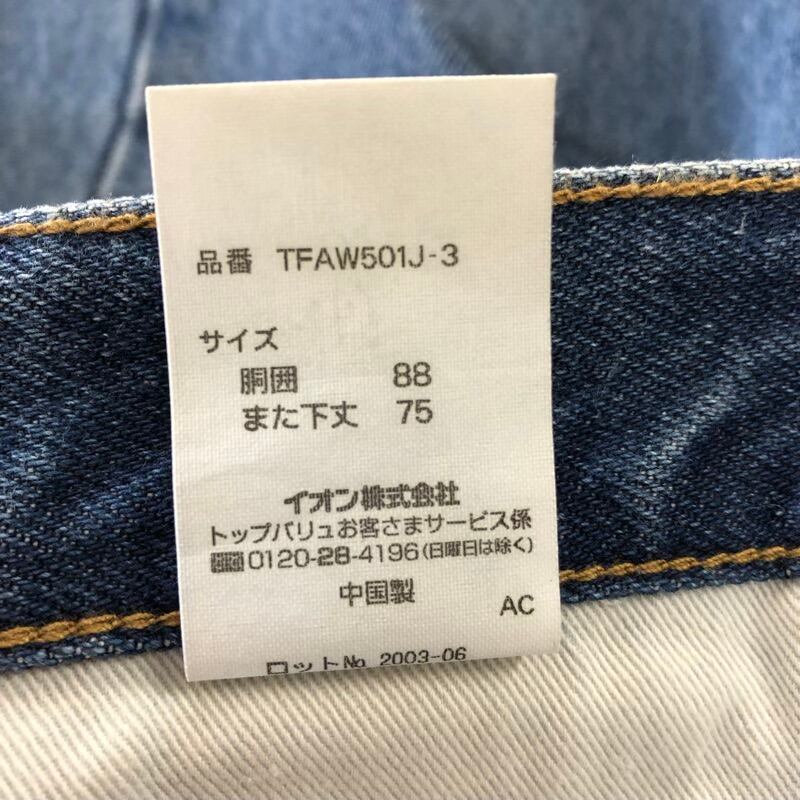 品番 TFAW501J-3
サイズ
胴囲 88
また下丈 75
イオン株式会社
トップバリュお客さまサービス係
0120-28-4196(日曜日は除く)
中国製
AC
ロットNo. 2003-06